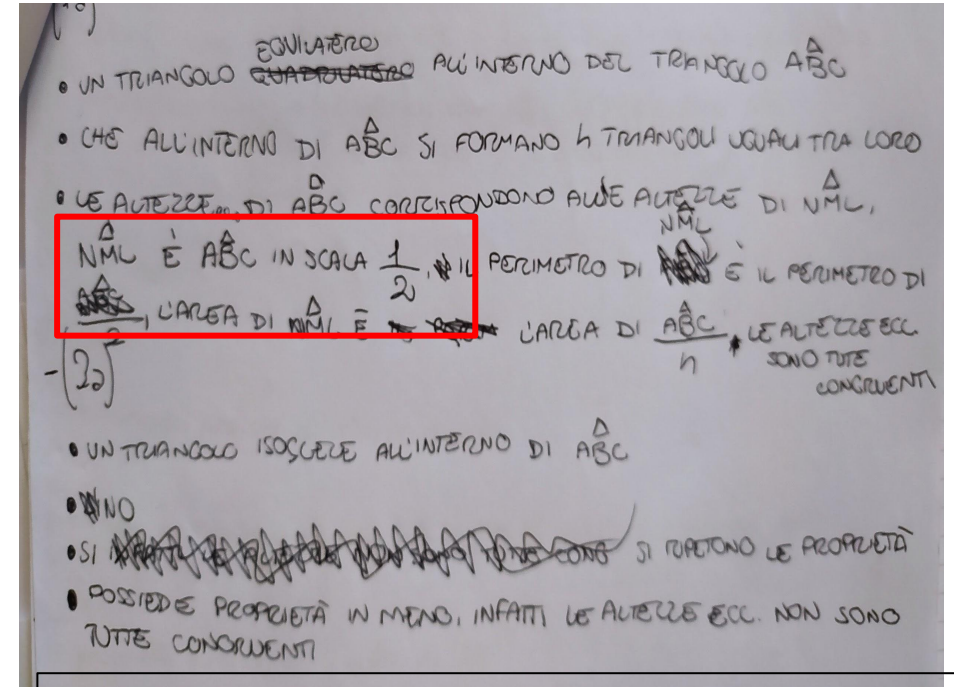 • UN TRIANGOLO EQUILATERO ALL'INTERNO DEL TRIANGOLO ABC
• CHE ALL'INTERNO DI ABC SI FORMANO 4 TRIANGOLI UGUALI TRA LORO
• LE ALTEZZE DI ABC CORRISPONDONO ALLE ALTEZZE DI NML,
NML È ABC IN SCALA 1/2, IL PERIMETRO DI NML È IL PERIMETRO DI
ABC/2, L'AREA DI NML È L'AREA DI ABC/4, LE ALTEZZE ECC.
SONO TUTE
CONGRUENTI
• UN TRIANGOLO ISOSCELE ALL'INTERNO DI ABC
• NO
• SI SI RIPETONO LE PROPRIETÀ
• POSSIEDE PROPRIETÀ IN MENO, INFATTI LE ALTEZZE ECC. NON SONO
TUTTE CONGRUENTI